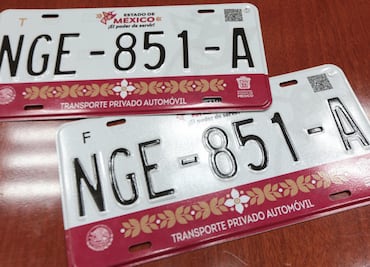 T
ESTADO DE
MÉXICO
¡El poder de servir!
NGE-851-A
TRANSPORTE PRIVADO AUTOMÓVIL
F
NGE-851-A
TRANSPORTE PRIVADO AUTOMÓVIL